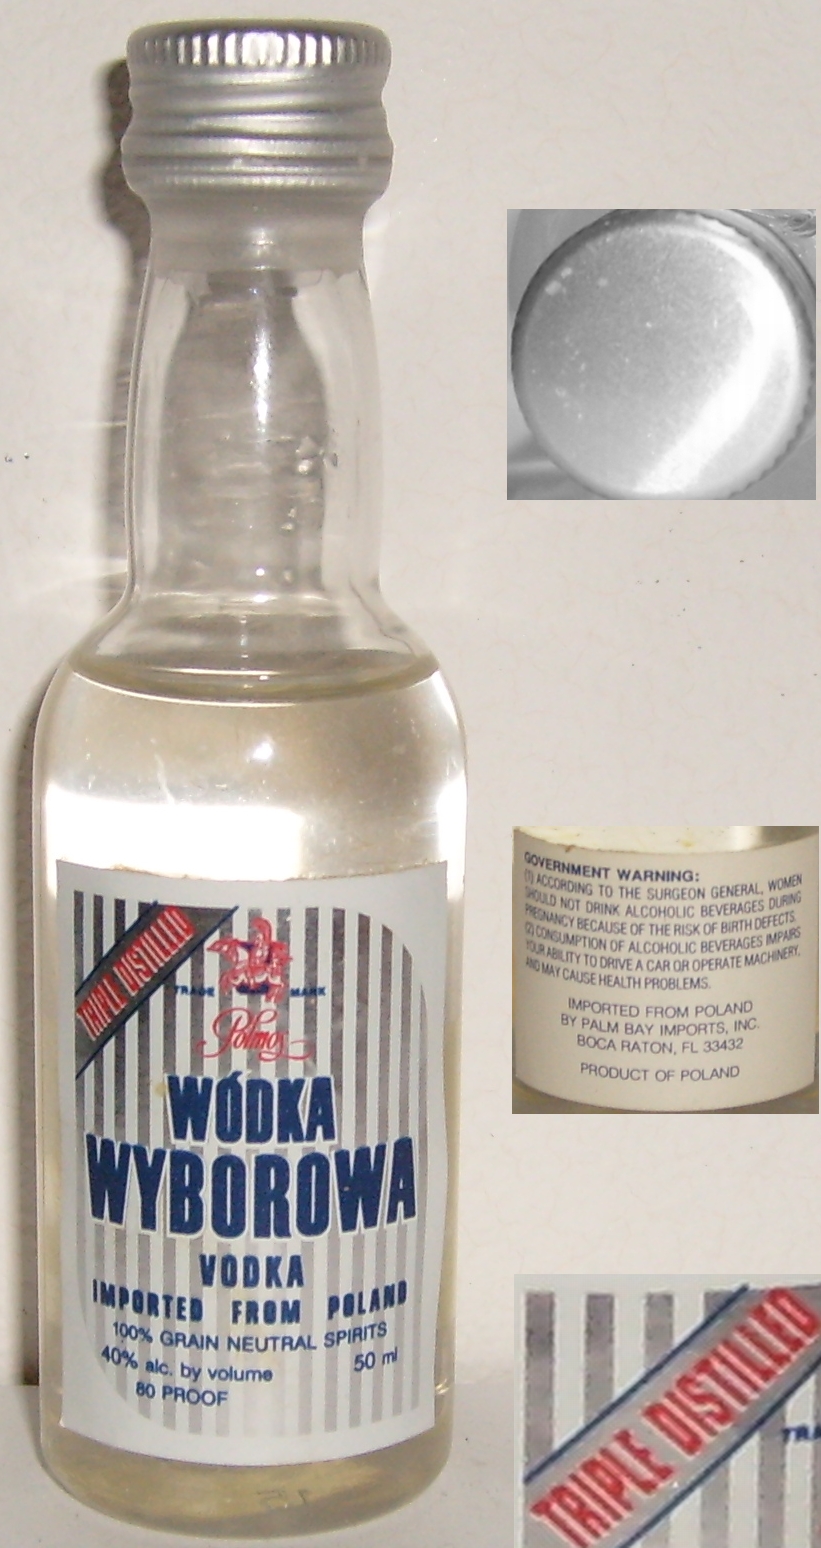 TRIPLE DISTILLED
TRADE MARK
Polmos
WÓDKA
WYBOROWA
VODKA
IMPORTED FROM POLAND
100% GRAIN NEUTRAL SPIRITS
40% alc. by volume 50 ml
80 PROOF
GOVERNMENT WARNING:
(1) ACCORDING TO THE SURGEON GENERAL, WOMEN
SHOULD NOT DRINK ALCOHOLIC BEVERAGES DURING
PREGNANCY BECAUSE OF THE RISK OF BIRTH DEFECTS.
(2) CONSUMPTION OF ALCOHOLIC BEVERAGES IMPAIRS
YOUR ABILITY TO DRIVE A CAR OR OPERATE MACHINERY,
AND MAY CAUSE HEALTH PROBLEMS.
IMPORTED FROM POLAND
BY PALM BAY IMPORTS, INC.
BOCA RATON, FL 33432
PRODUCT OF POLAND
TRIPLE DISTILLED
TRA